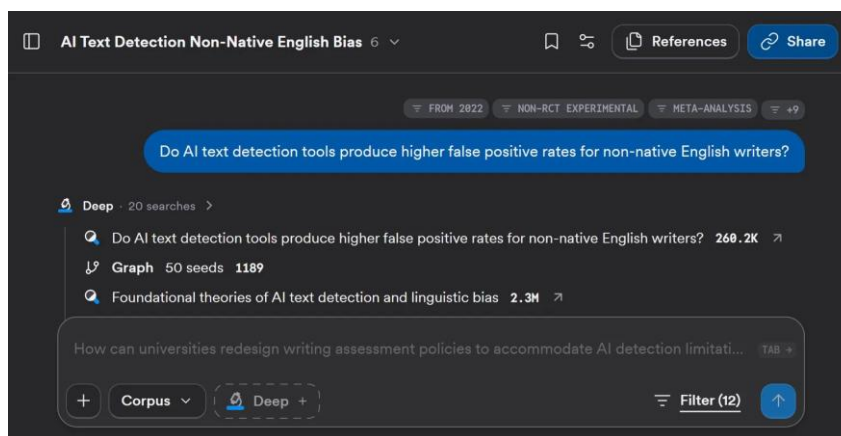 AI Text Detection Non-Native English Bias 6
References
Share
FROM 2022 NON-RCT EXPERIMENTAL META-ANALYSIS +9
Do AI text detection tools produce higher false positive rates for non-native English writers?
Deep · 20 searches
Do AI text detection tools produce higher false positive rates for non-native English writers? 260.2K
Graph 50 seeds 1189
Foundational theories of AI text detection and linguistic bias 2.3M
How can universities redesign writing assessment policies to accommodate AI detection limitati... TAB
+ Corpus Deep + Filter (12)